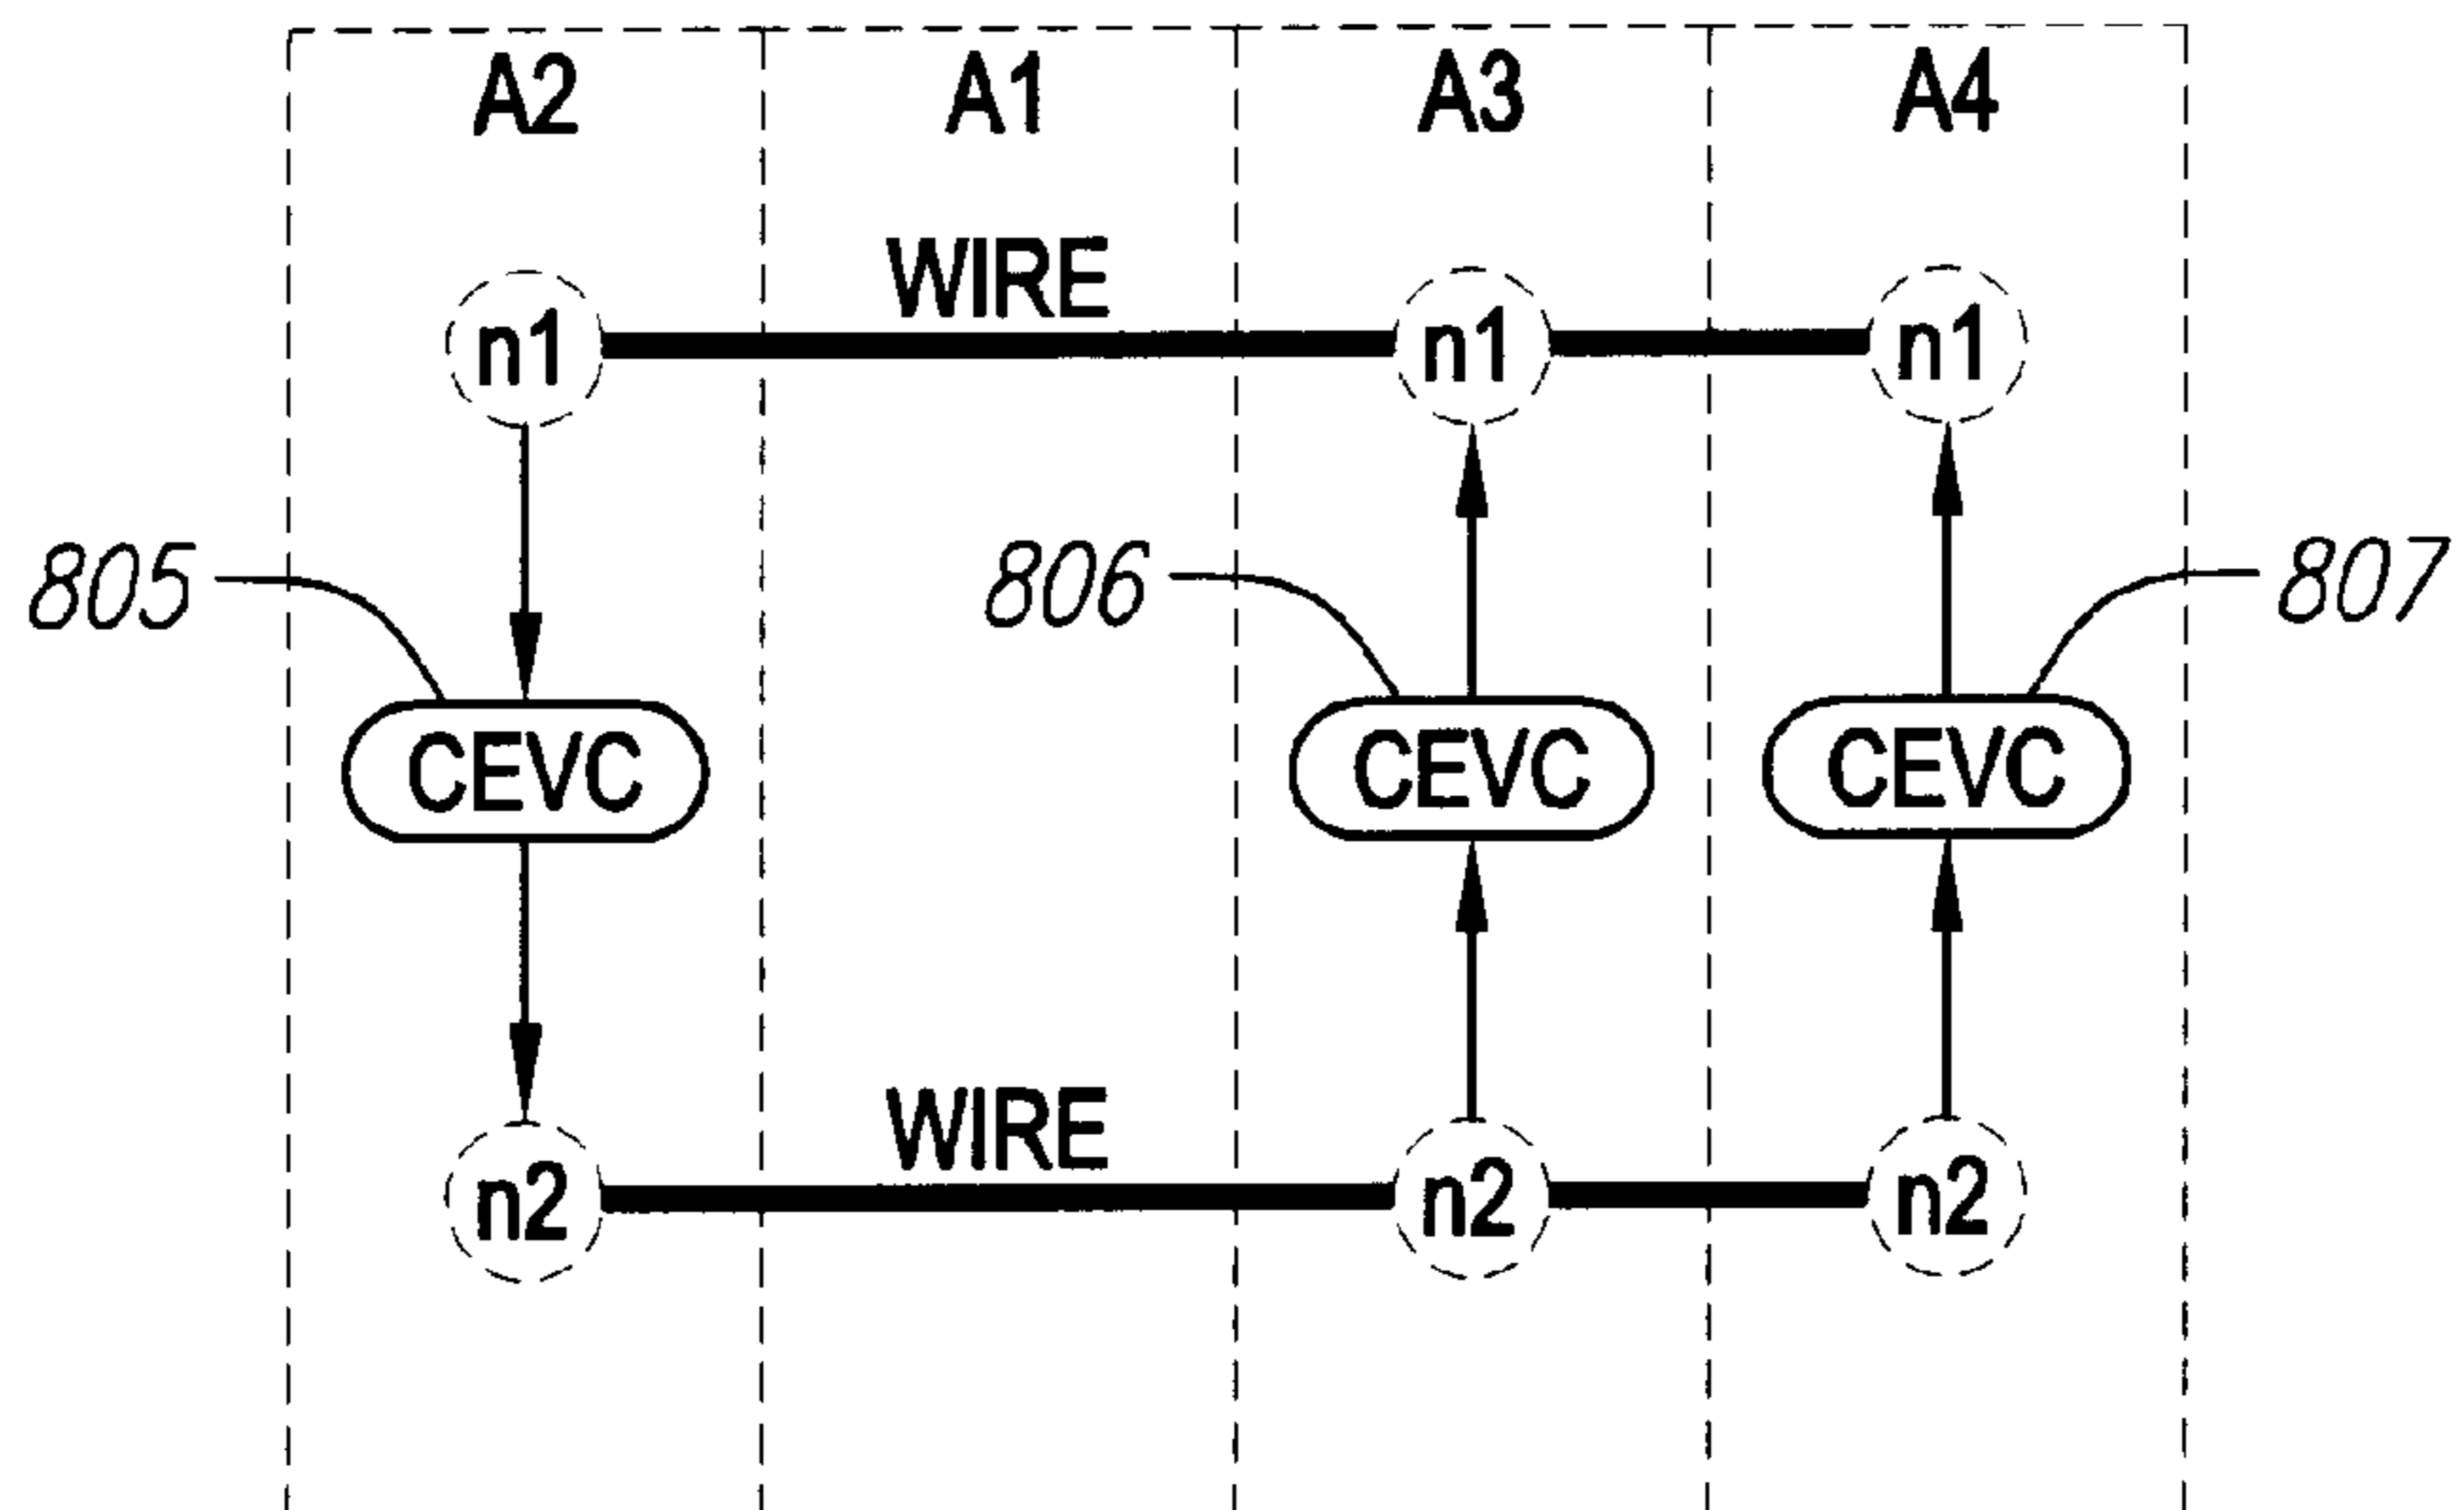 A2 A1 A3 A4
WIRE
n1 n1 n1
805 806 807
CEVC CEVC CEVC
WIRE
n2 n2 n2